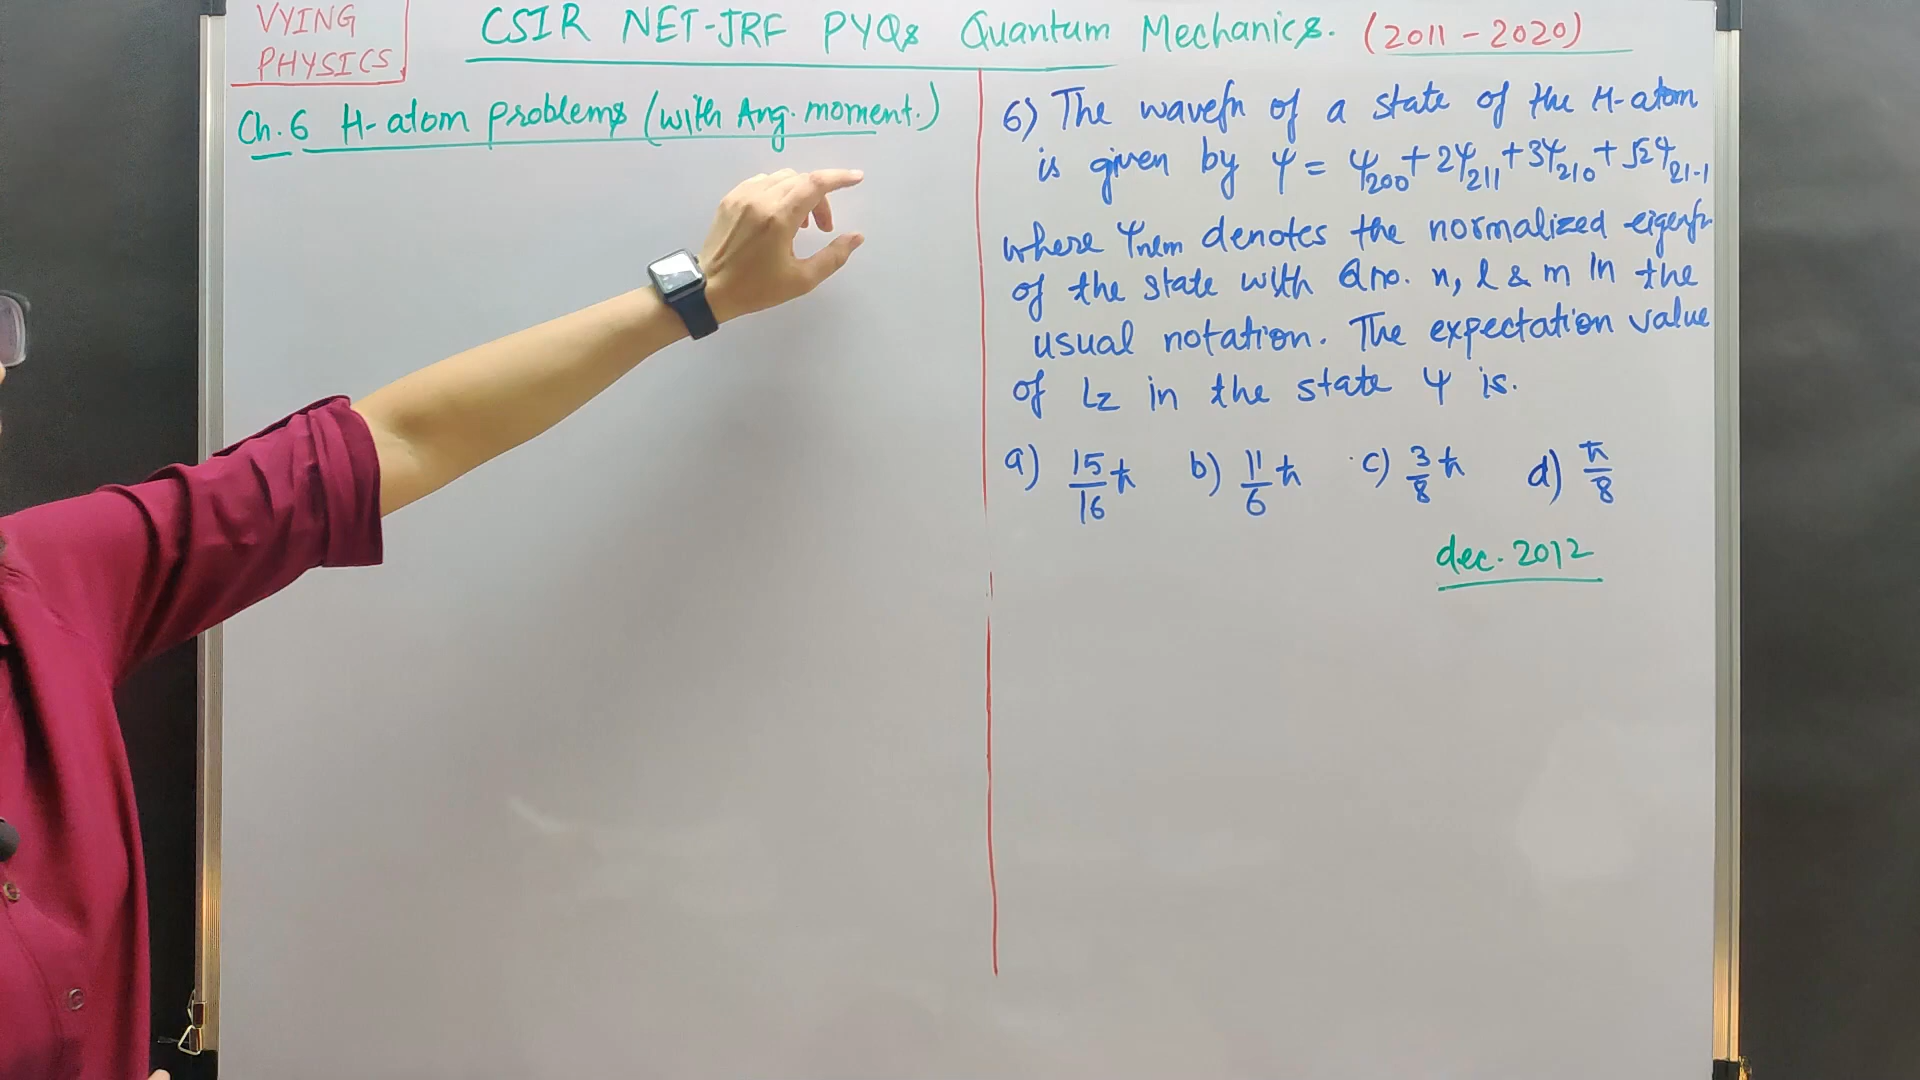 VYING
PHYSICS
CSIR NET-JRF PYQs Quantum Mechanics. (2011-2020)
Ch.6 H-atom problems (with Ang. moment.)
6) The wavefn of a state of the H-atom
is given by ψ = ψ₂₀₀ + 2ψ₂₁₁ + 3ψ₂₁₀ + √2 ψ₂₁₋₁
where ψnlm denotes the normalized eigenfn
of the state with Q no. n, l & m in the
usual notation. The expectation value
of Lz in the state ψ is.
a) 15/16 ħ b) 11/6 ħ c) 3/8 ħ d) ħ/8
dec. 2012